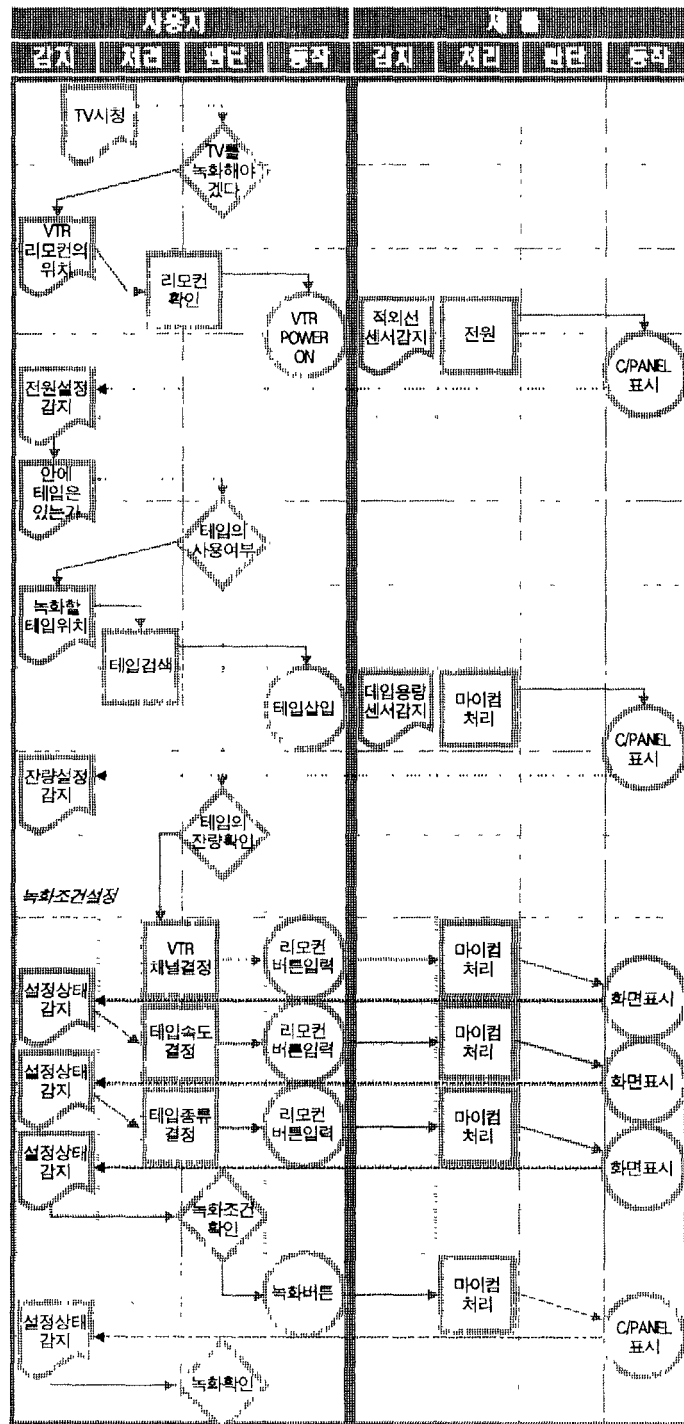 사용자
제품
감지
처리
판단
동작
감지
처리
판단
동작
TV시청
TV를
녹화해야
겠다
VTR
리모컨의
위치
리모컨
확인
VTR
POWER
ON
적외선
센서감지
전원
C/PANEL
표시
전원설정
감지
안에
테입은
있는가
테입의
사용여부
녹화할
테입위치
테입검색
테입삽입
테입용량
센서감지
마이컴
처리
C/PANEL
표시
잔량설정
감지
테입의
잔량확인
녹화조건설정
VTR
채널결정
리모컨
버튼입력
마이컴
처리
화면표시
설정상태
감지
테입속도
결정
리모컨
버튼입력
마이컴
처리
화면표시
설정상태
감지
테입종류
결정
리모컨
버튼입력
마이컴
처리
화면표시
설정상태
감지
녹화조건
확인
녹화버튼
마이컴
처리
C/PANEL
표시
설정상태
감지
녹화확인